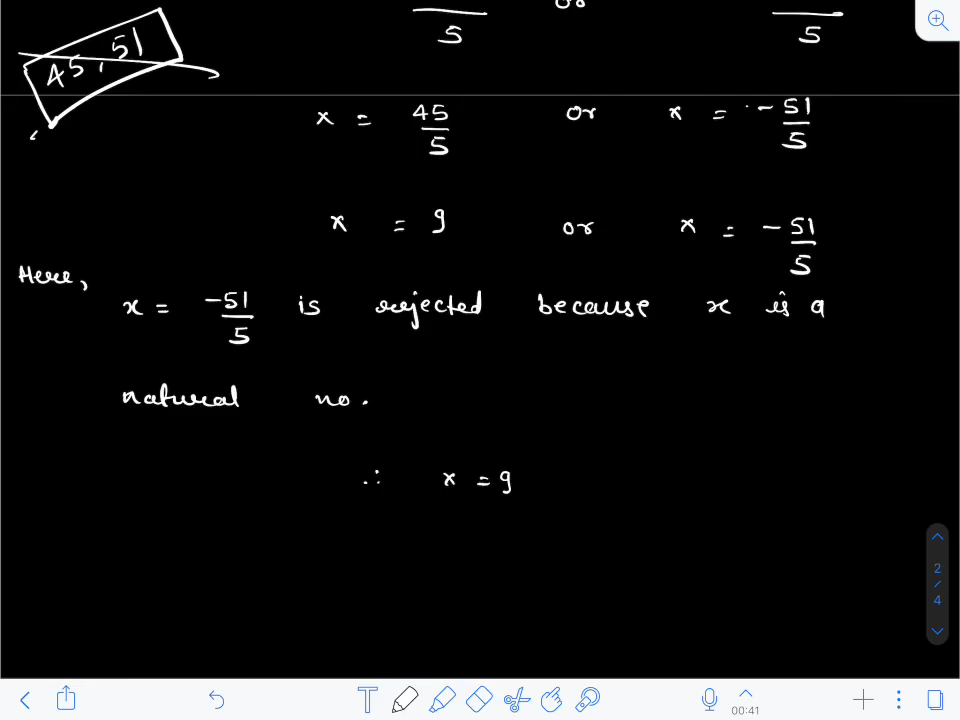 5 or 5
45, 51
x = 45/5 or x = -51/5
x = 9 or x = -51/5
Here,
x = -51/5 is rejected because x is a
natural no.
∴ x = 9
2
/
4
T
00:41